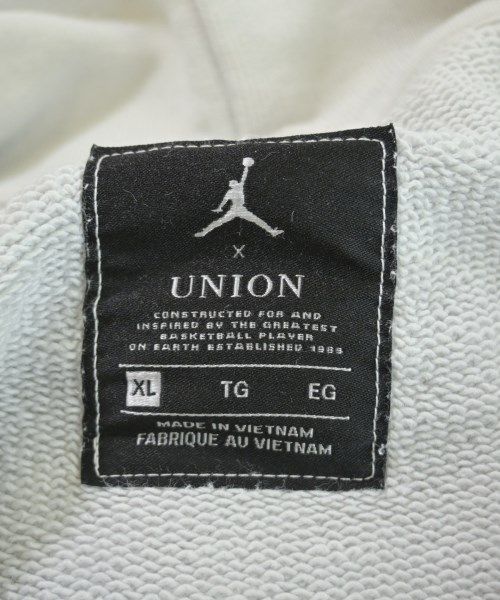 X
UNION
CONSTRUCTED FOR AND
INSPIRED BY THE GREATEST
BASKETBALL PLAYER
ON EARTH ESTABLISHED 1985
XL TG EG
MADE IN VIETNAM
FABRIQUE AU VIETNAM